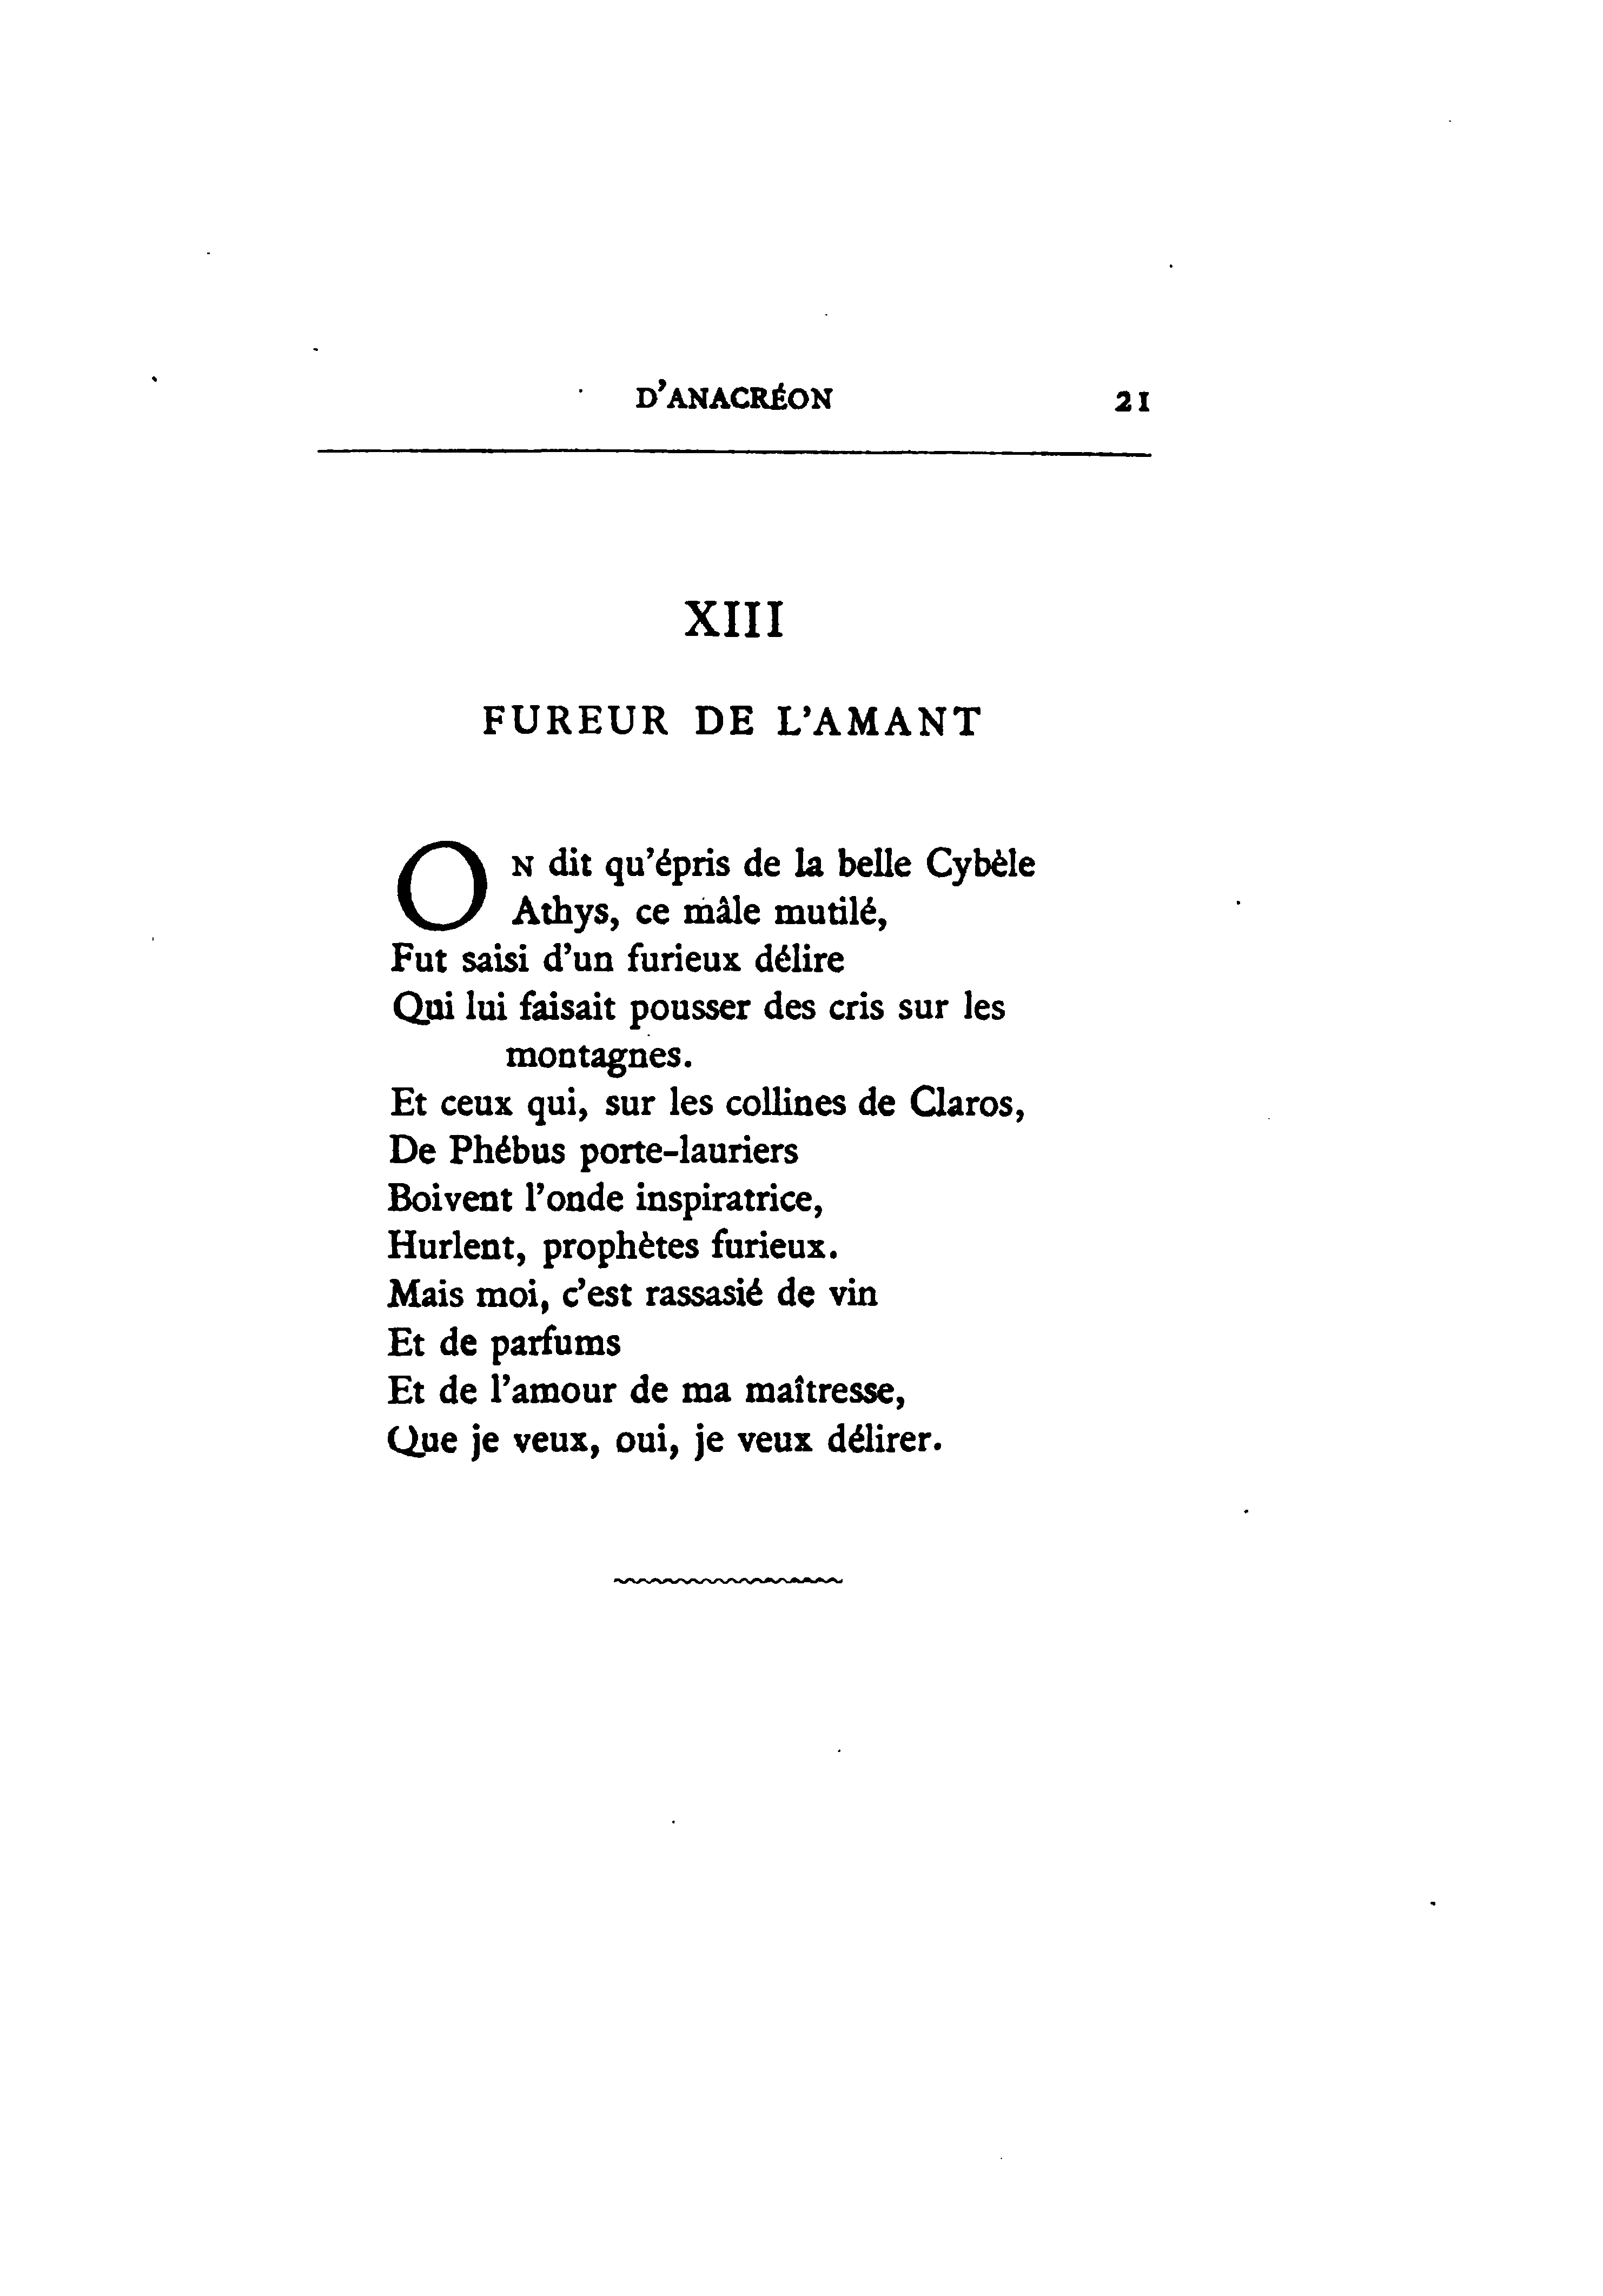 D'ANACRÉON 21
XIII
FUREUR DE L'AMANT
ON dit qu'épris de la belle Cybèle
Athys, ce mâle mutilé,
Fut saisi d'un furieux délire
Qui lui faisait pousser des cris sur les
montagnes.
Et ceux qui, sur les collines de Claros,
De Phébus porte-lauriers
Boivent l'onde inspiratrice,
Hurlent, prophètes furieux.
Mais moi, c'est rassasié de vin
Et de parfums
Et de l'amour de ma maîtresse,
Que je veux, oui, je veux délirer.